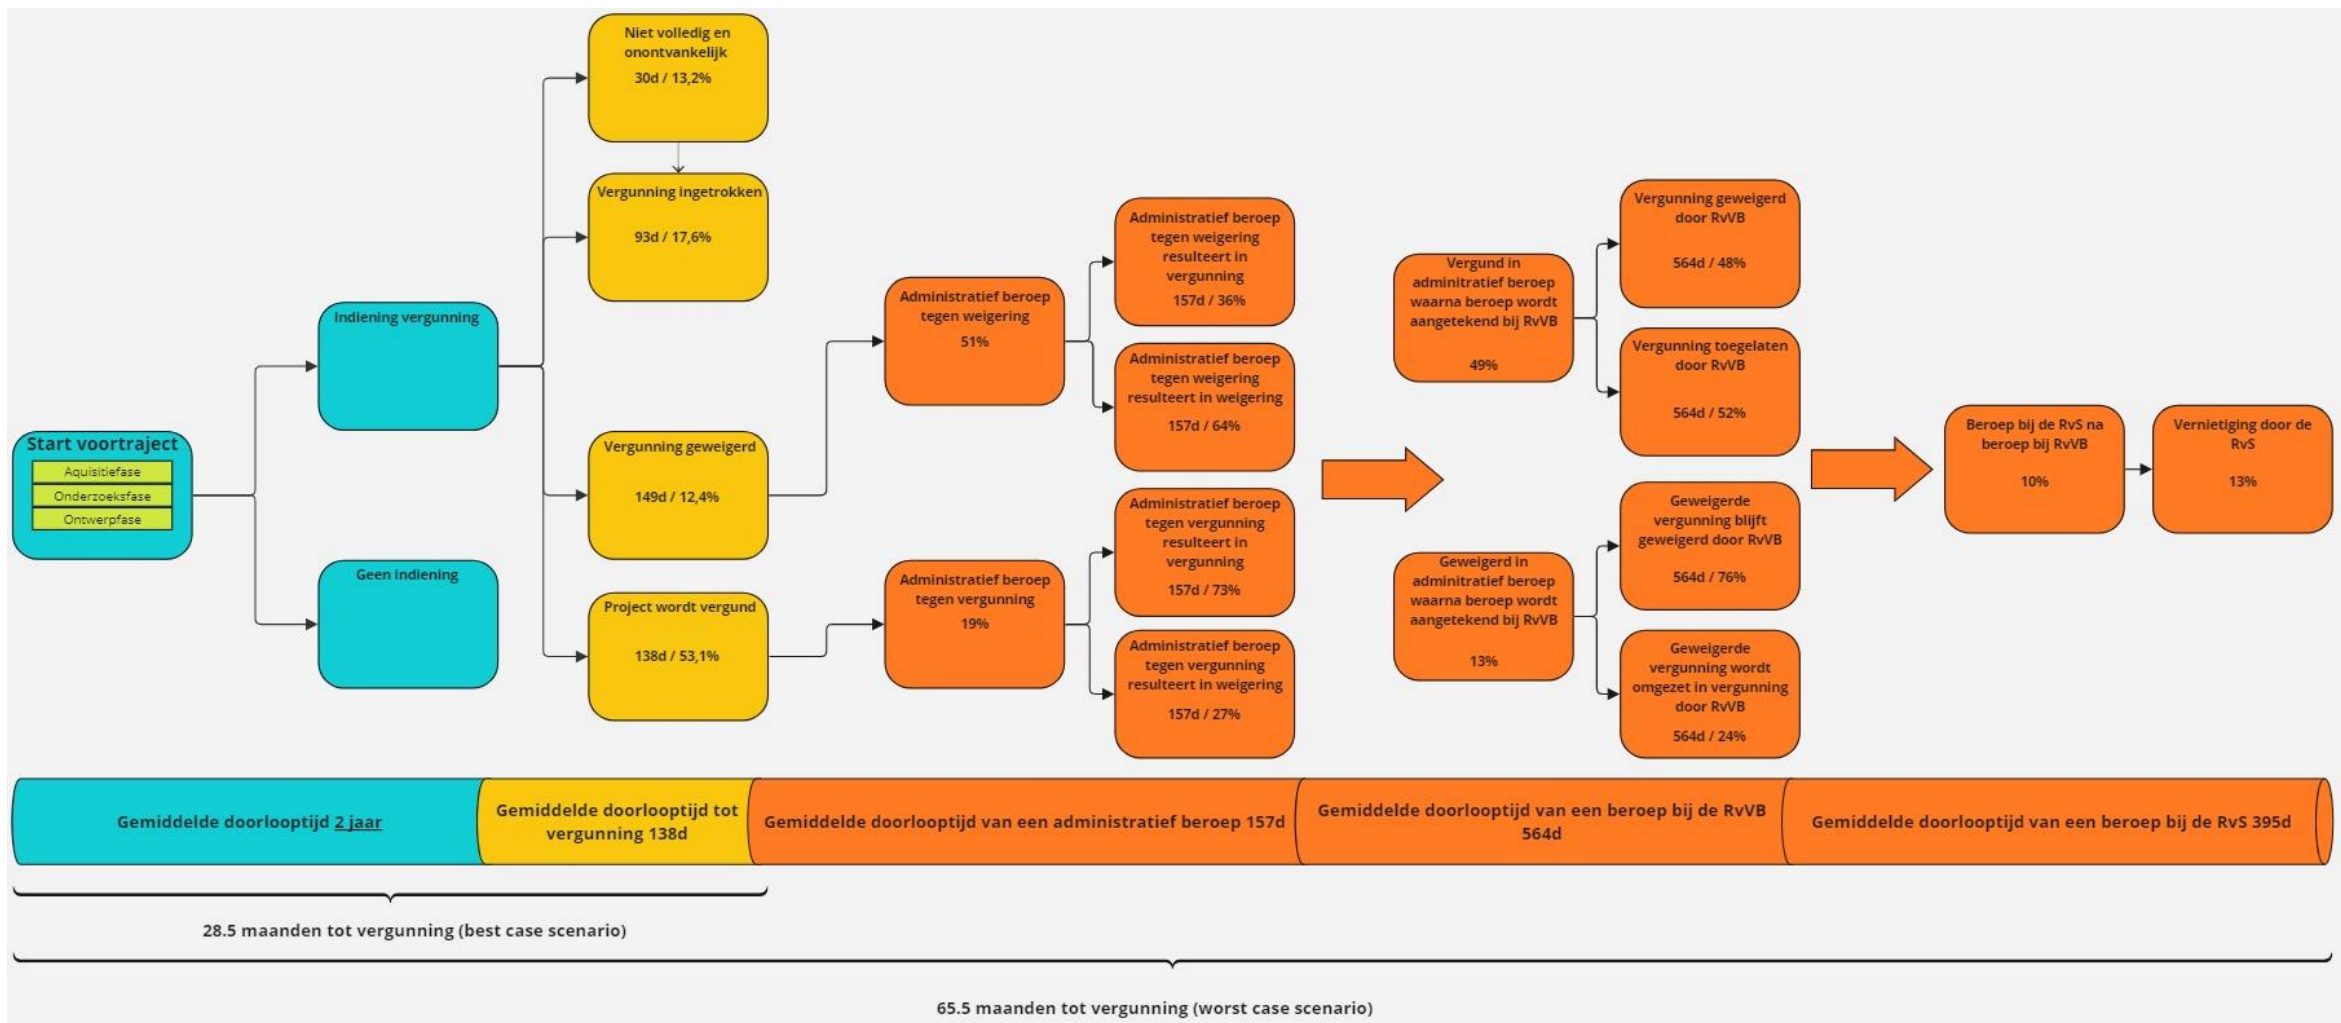 Start voortraject
Aquisitiefase
Onderzoeksfase
Ontwerpfase
Indiening vergunning
Geen indiening
Niet volledig en
onontvankelijk
30d / 13,2%
Vergunning ingetrokken
93d / 17,6%
Vergunning geweigerd
149d / 12,4%
Project wordt vergund
138d / 53,1%
Administratief beroep
tegen weigering
51%
Administratief beroep
tegen vergunning
19%
Administratief beroep
tegen weigering
resulteert in
vergunning
157d / 36%
Administratief beroep
tegen weigering
resulteert in weigering
157d / 64%
Administratief beroep
tegen vergunning
resulteert in
vergunning
157d / 73%
Administratief beroep
tegen vergunning
resulteert in weigering
157d / 27%
Vergund in
adminitratief beroep
waarna beroep wordt
aangetekend bij RvVB
49%
Geweigerd in
adminitratief beroep
waarna beroep wordt
aangetekend bij RvVB
13%
Vergunning geweigerd
door RvVB
564d / 48%
Vergunning toegelaten
door RvVB
564d / 52%
Geweigerde
vergunning blijft
geweigerd door RvVB
564d / 76%
Geweigerde
vergunning wordt
omgezet in vergunning
door RvVB
564d / 24%
Beroep bij de RvS na
beroep bij RvVB
10%
Vernietiging door de
RvS
13%
Gemiddelde doorlooptijd 2 jaar
Gemiddelde doorlooptijd tot
vergunning 138d
Gemiddelde doorlooptijd van een administratief beroep 157d
Gemiddelde doorlooptijd van een beroep bij de RvVB
564d
Gemiddelde doorlooptijd van een beroep bij de RvS 395d
28.5 maanden tot vergunning (best case scenario)
65.5 maanden tot vergunning (worst case scenario)